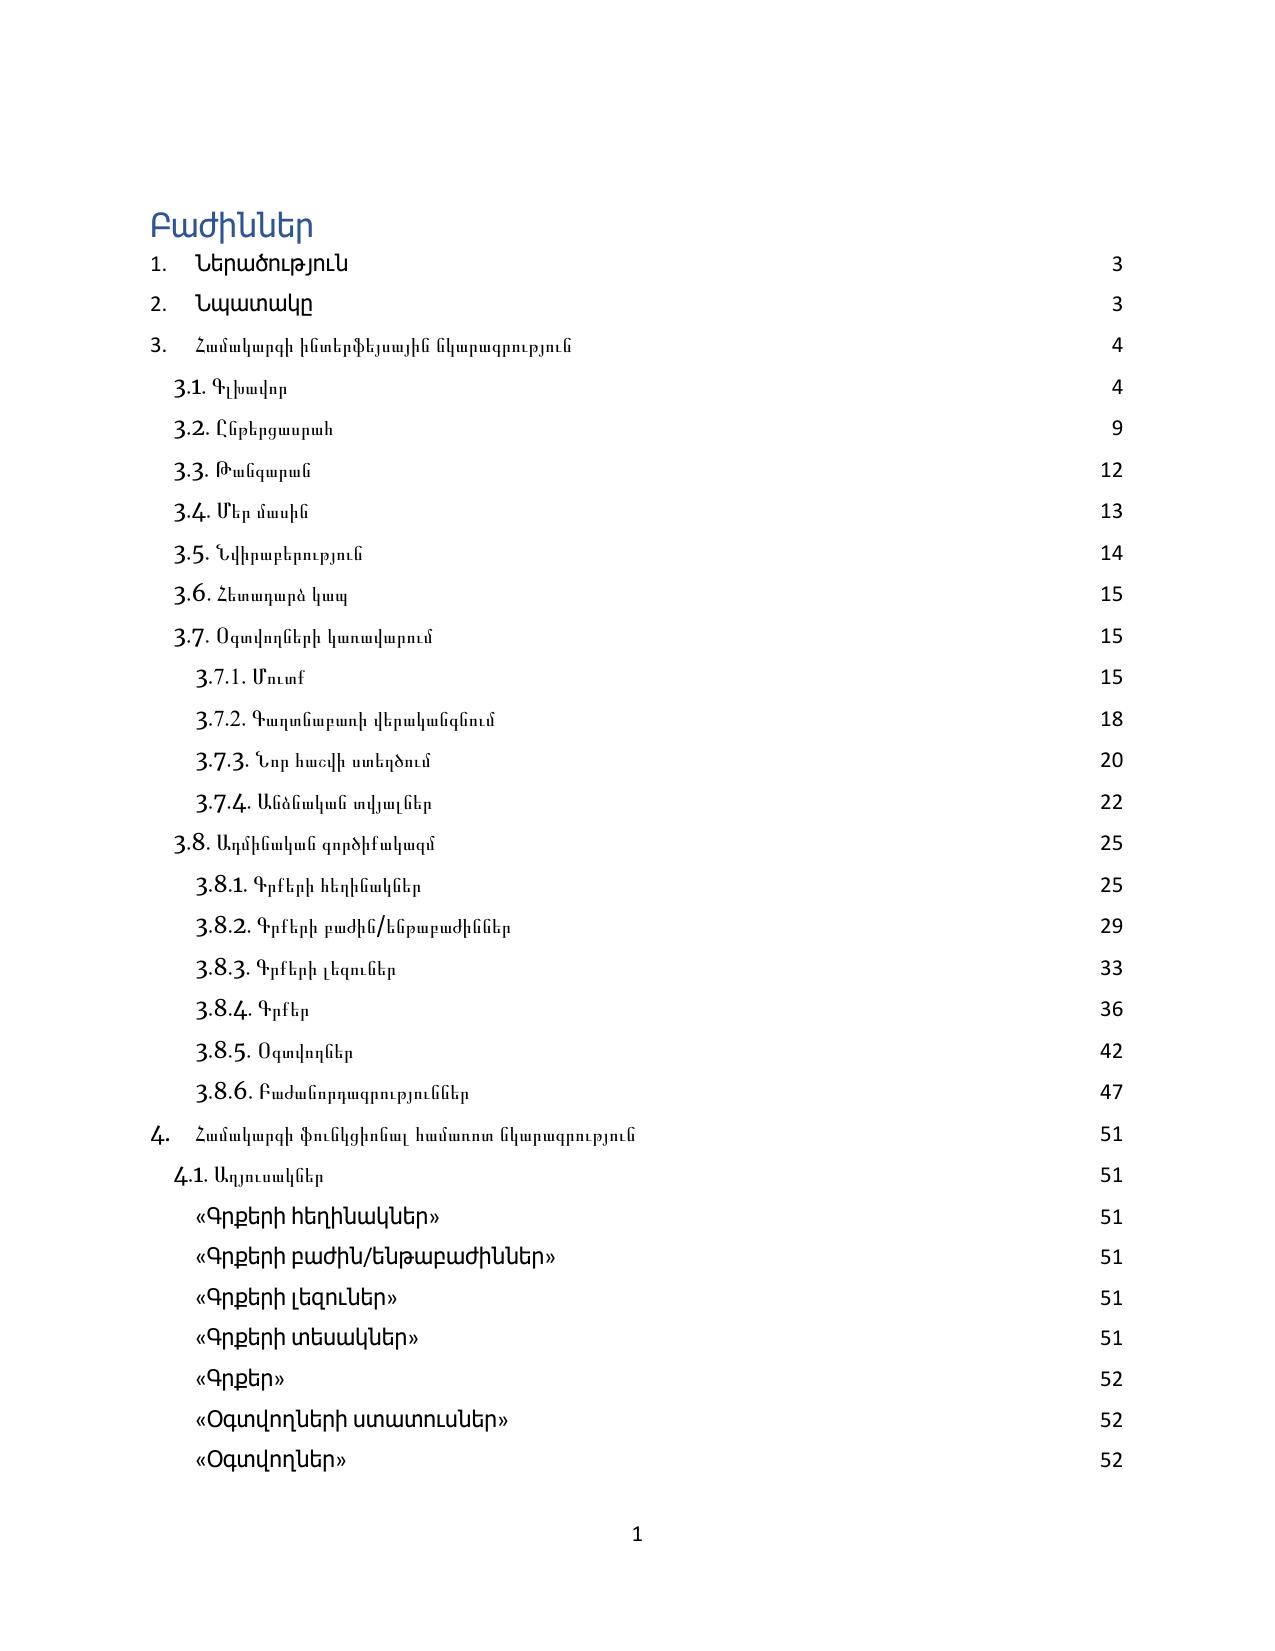 Բաժիններ
1. Ներածություն 3
2. Նպատակը 3
3. Համակարգի ինտերֆեյսային նկարագրություն 4
3.1. Գլխավոր 4
3.2. Ընթերցասրահ 9
3.3. Թանգարան 12
3.4. Մեր մասին 13
3.5. Նվիրաբերություն 14
3.6. Հետադարձ կապ 15
3.7. Օգտվողների կառավարում 15
3.7.1. Մուտք 15
3.7.2. Գաղտնաբառի վերականգնում 18
3.7.3. Նոր հաշվի ստեղծում 20
3.7.4. Անձնական տվյալներ 22
3.8. Ադմինական գործիքակազմ 25
3.8.1. Գրքերի հեղինակներ 25
3.8.2. Գրքերի բաժին/ենթաբաժիններ 29
3.8.3. Գրքերի լեզուներ 33
3.8.4. Գրքեր 36
3.8.5. Օգտվողներ 42
3.8.6. Բաժանորդագրություններ 47
4. Համակարգի ֆունկցիոնալ համառոտ նկարագրություն 51
4.1. Աղյուսակներ 51
«Գրքերի հեղինակներ» 51
«Գրքերի բաժին/ենթաբաժիններ» 51
«Գրքերի լեզուներ» 51
«Գրքերի տեսակներ» 51
«Գրքեր» 52
«Օգտվողների ստատուսներ» 52
«Օգտվողներ» 52
1